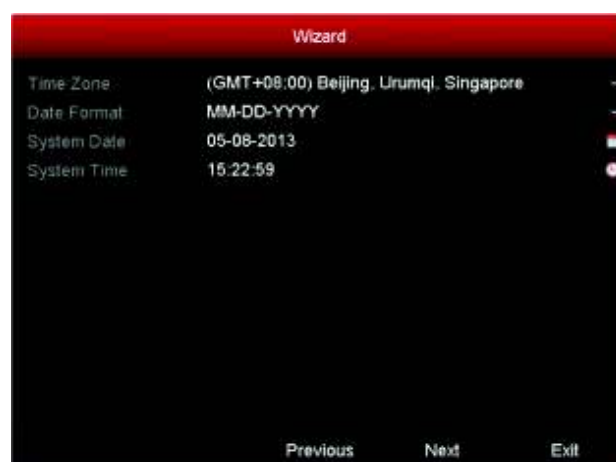 Wizard
Time Zone (GMT+08:00) Beijing, Urumqi, Singapore
Date Format MM-DD-YYYY
System Date 05-08-2013
System Time 15:22:59
Previous Next Exit